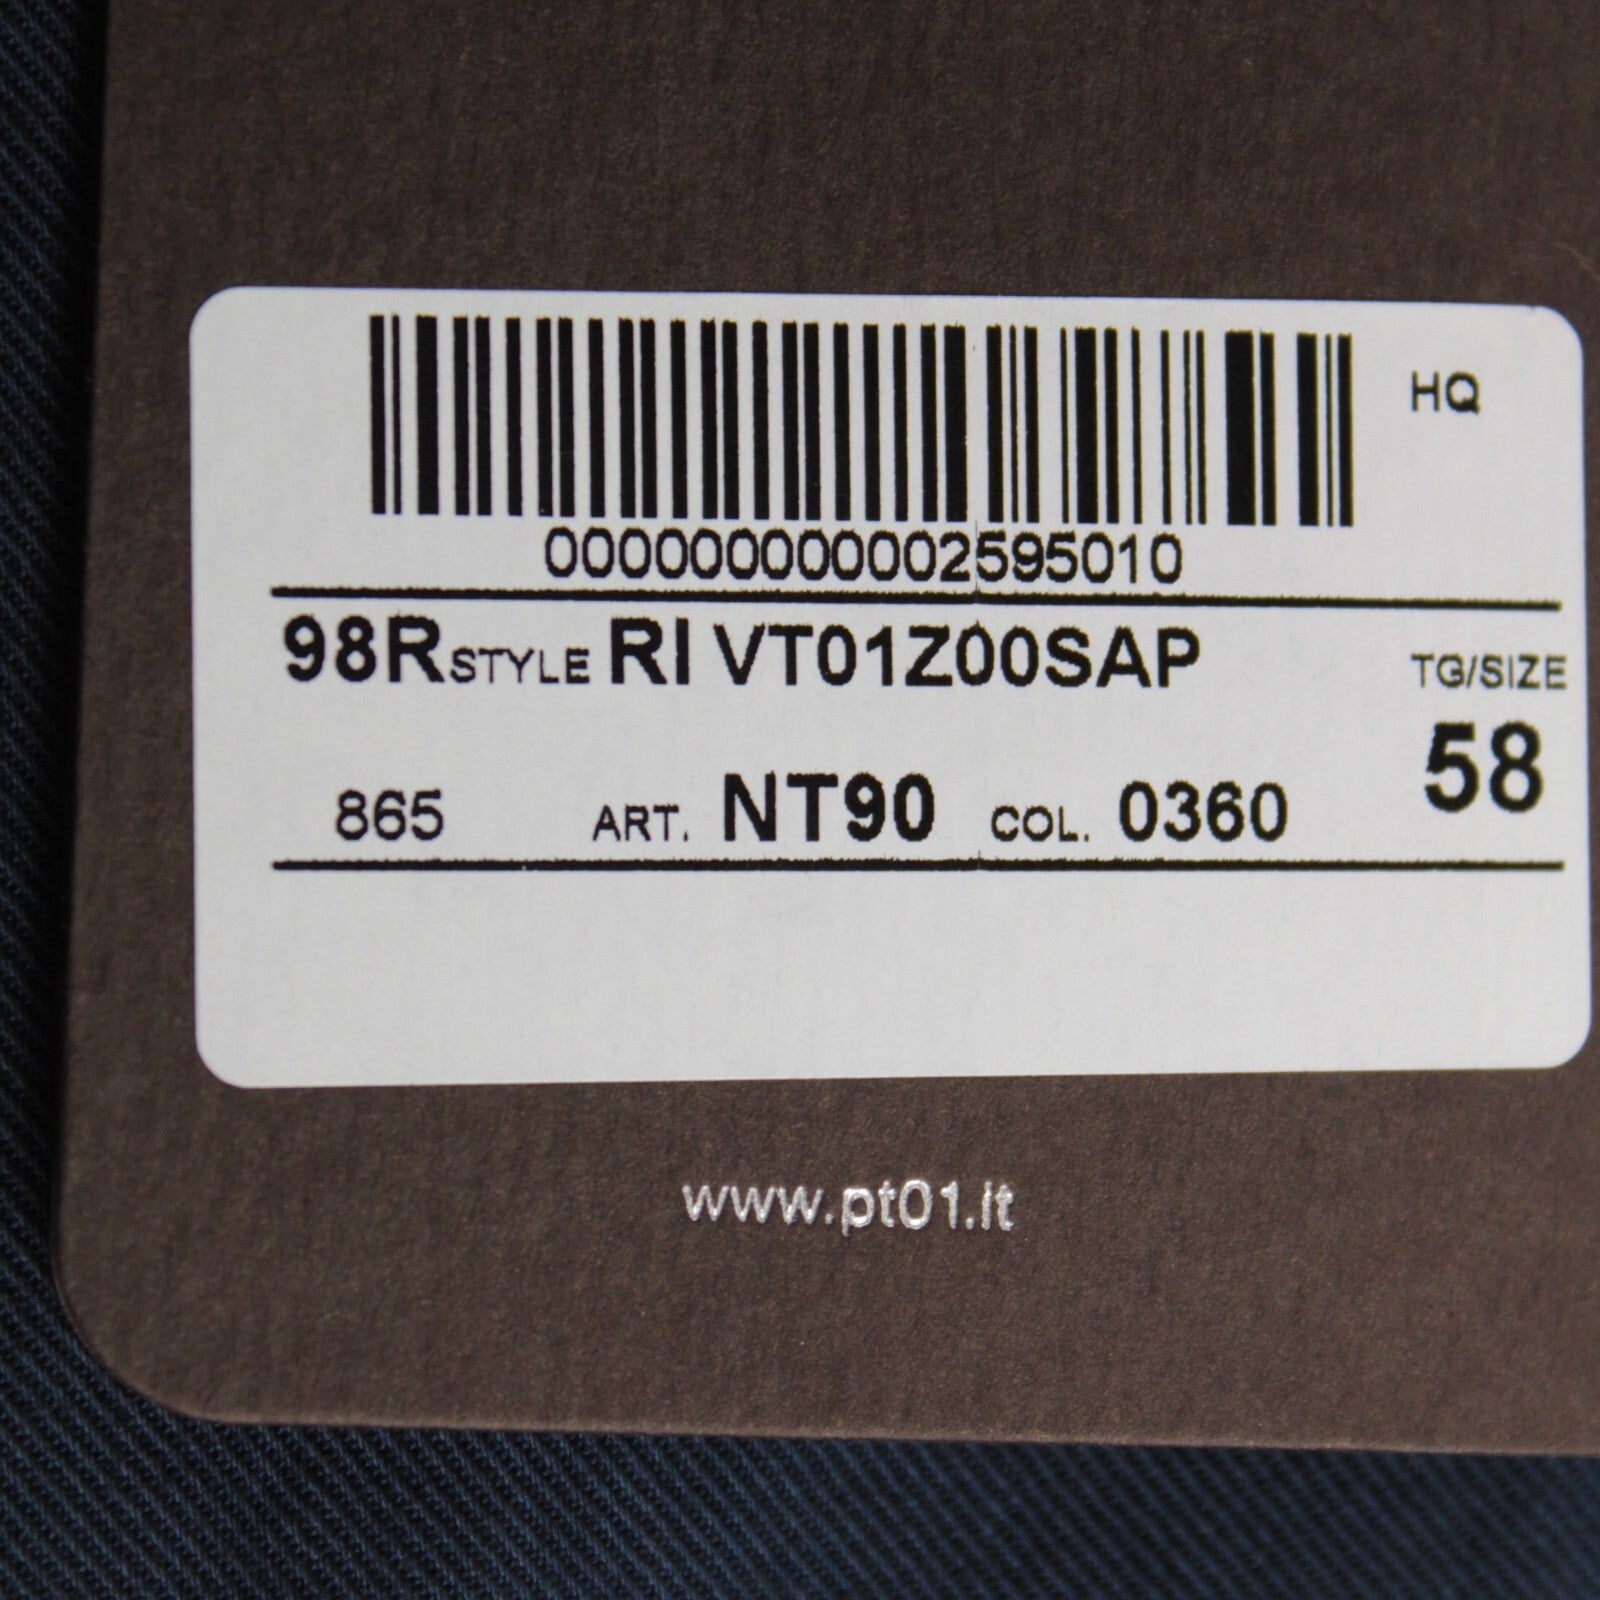 HQ
0000000000002595010
98R STYLE RI VT01Z00SAP
TG/SIZE
58
865 ART. NT90 COL. 0360
www.pt01.it